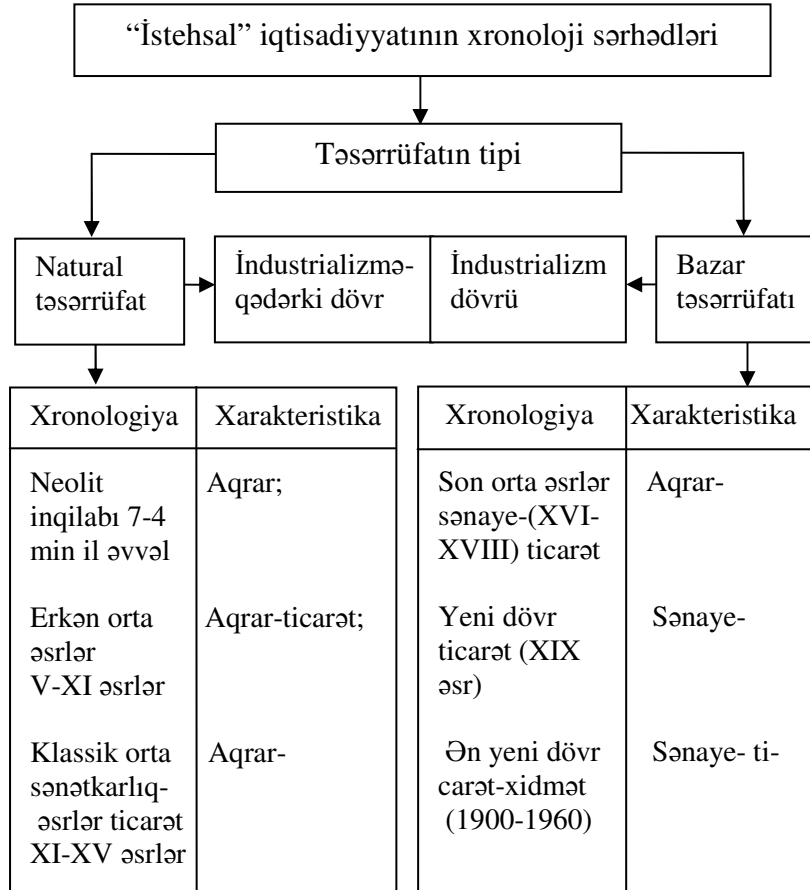 “İstehsal” iqtisadiyyatının xronoloji sərhədləri
Təsərrüfatın tipi
Natural
təsərrüfat
İndustrializmə-
qədərki dövr
İndustrializm
dövrü
Bazar
təsərrüfatı
Xronologiya
Xarakteristika
Neolit
inqilabı 7-4
min il əvvəl
Aqrar;
Erkən orta
əsrlər
V-XI əsrlər
Aqrar-ticarət;
Klassik orta
sənətkarlıq-
əsrlər ticarət
XI-XV əsrlər
Aqrar-
Xronologiya
Xarakteristika
Son orta əsrlər
sənaye-(XVI-
XVIII) ticarət
Aqrar-
Yeni dövr
ticarət (XIX
əsr)
Sənaye-
Ən yeni dövr
carət-xidmət
(1900-1960)
Sənaye- ti-